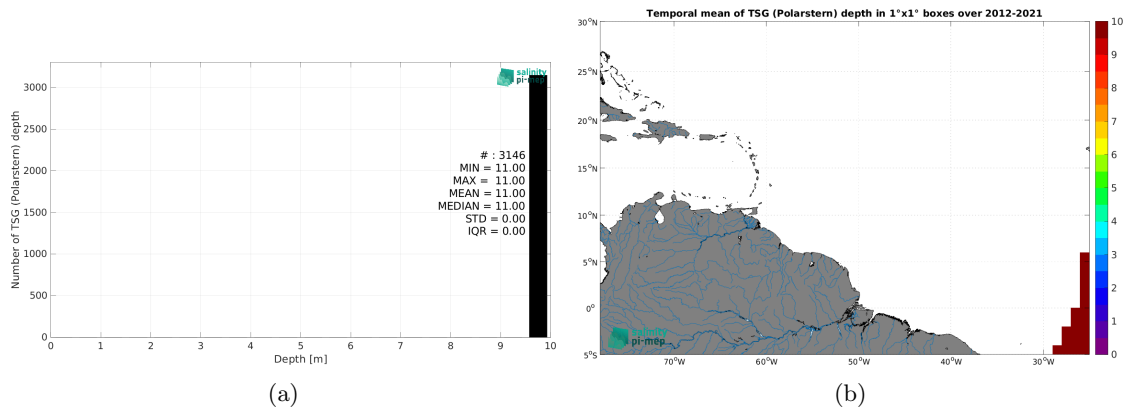 salinity
pi-mep
# : 3146
MIN = 11.00
MAX = 11.00
MEAN = 11.00
MEDIAN = 11.00
STD = 0.00
IQR = 0.00
Number of TSG (Polarstern) depth
3000
2500
2000
1500
1000
500
0
0 1 2 3 4 5 6 7 8 9 10
Depth [m]
(a)
Temporal mean of TSG (Polarstern) depth in 1°x1° boxes over 2012-2021
30°N
25°N
20°N
15°N
10°N
5°N
0°
5°S
70°W 60°W 50°W 40°W 30°W
salinity
pi-mep
10
9
8
7
6
5
4
3
2
1
0
(b)